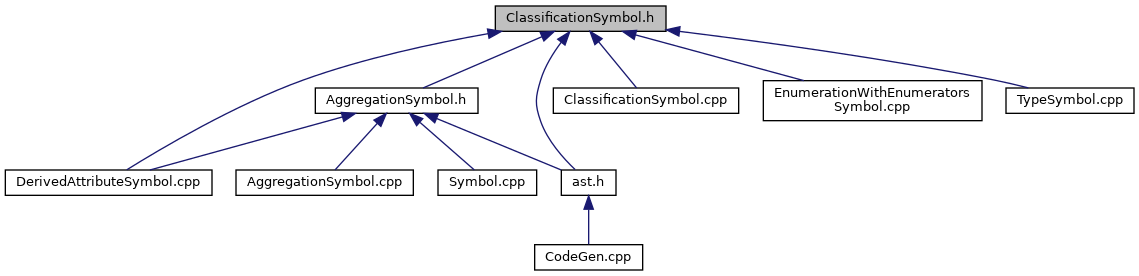 ClassificationSymbol.h
AggregationSymbol.h
ClassificationSymbol.cpp
EnumerationWithEnumerators
Symbol.cpp
TypeSymbol.cpp
DerivedAttributeSymbol.cpp
AggregationSymbol.cpp
Symbol.cpp
ast.h
CodeGen.cpp